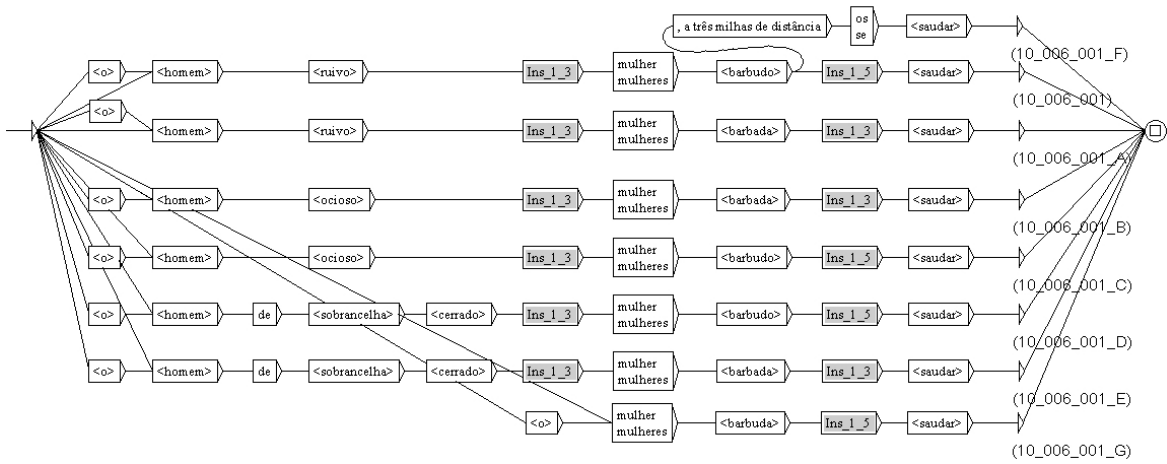 , a três milhas de distância os <saudar>
se
(10_006_001_F)
<o> <homem> <ruivo> Ins_1_3 mulher <barbudo> Ins_1_5 <saudar>
mulheres
(10_006_001)
<o> <homem> <ruivo> Ins_1_3 mulher <barbada> Ins_1_3 <saudar>
mulheres
(10_006_001_A)
<o> <homem> <ocioso> Ins_1_3 mulher <barbada> Ins_1_3 <saudar>
mulheres
(10_006_001_B)
<o> <homem> <ocioso> Ins_1_3 mulher <barbudo> Ins_1_5 <saudar>
mulheres
(10_006_001_C)
<o> <homem> de <sobrancelha> <cerrado> Ins_1_3 mulher <barbudo> Ins_1_5 <saudar>
mulheres
(10_006_001_D)
<o> <homem> de <sobrancelha> <cerrado> Ins_1_3 mulher <barbada> Ins_1_3 <saudar>
mulheres
(10_006_001_E)
<o> mulher <barbuda> Ins_1_5 <saudar>
mulheres
(10_006_001_G)